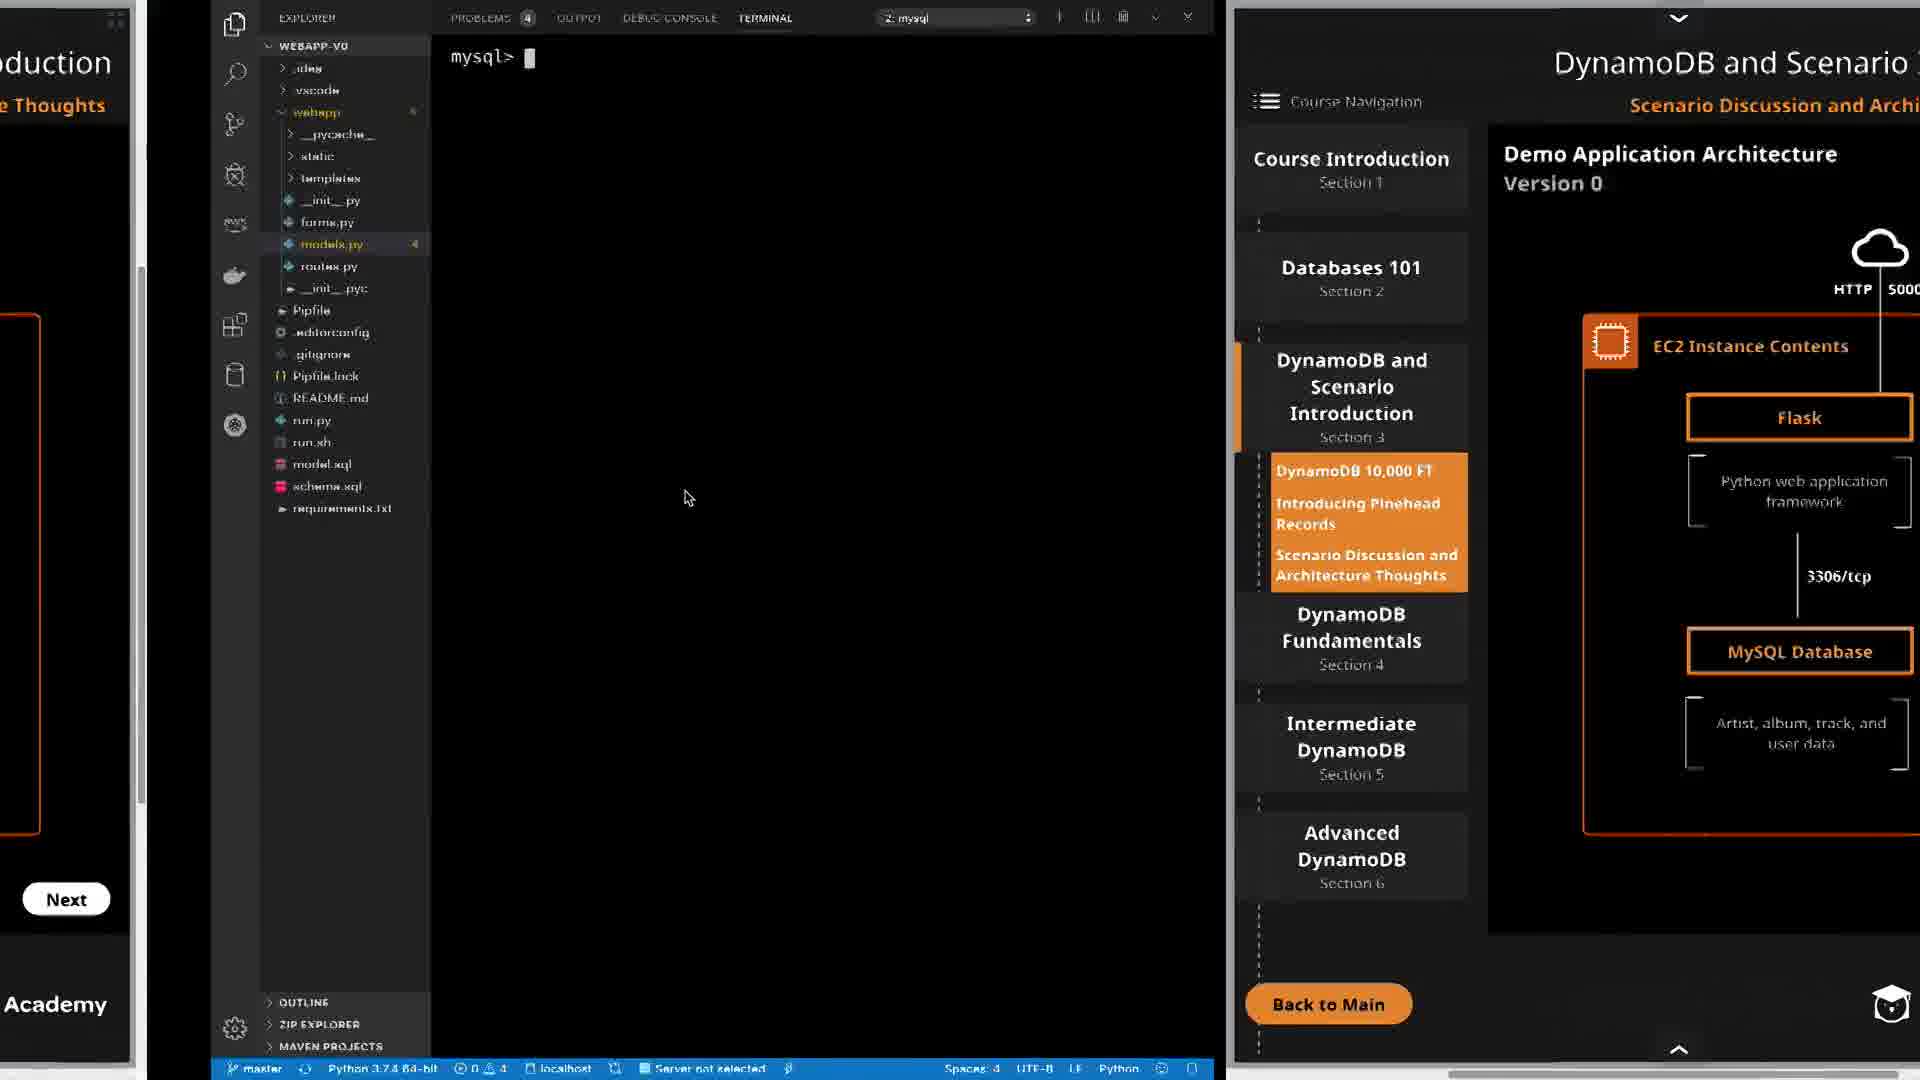 oduction
e Thoughts
Next
Academy
EXPLORER
WEBAPP-V0
.idea
.vscode
webapp
__pycache__
static
templates
__init__.py
forms.py
models.py 4
routes.py
__init__.pyc
Pipfile
.editorconfig
.gitignore
Pipfile.lock
README.md
run.py
run.sh
model.sql
schema.sql
requirements.txt
OUTLINE
ZIP EXPLORER
MAVEN PROJECTS
PROBLEMS 4 OUTPUT DEBUG CONSOLE TERMINAL 2: mysql
mysql>
master Python 3.7.4 64-bit 0 4 localhost Server not selected Spaces: 4 UTF-8 LF Python
DynamoDB and Scenario
Scenario Discussion and Archi
Course Navigation
Course Introduction
Section 1
Databases 101
Section 2
DynamoDB and
Scenario
Introduction
Section 3
DynamoDB 10,000 FT
Introducing Pinehead
Records
Scenario Discussion and
Architecture Thoughts
DynamoDB
Fundamentals
Section 4
Intermediate
DynamoDB
Section 5
Advanced
DynamoDB
Section 6
Back to Main
Demo Application Architecture
Version 0
HTTP 5000
EC2 Instance Contents
Flask
Python web application
framework
3306/tcp
MySQL Database
Artist, album, track, and
user data